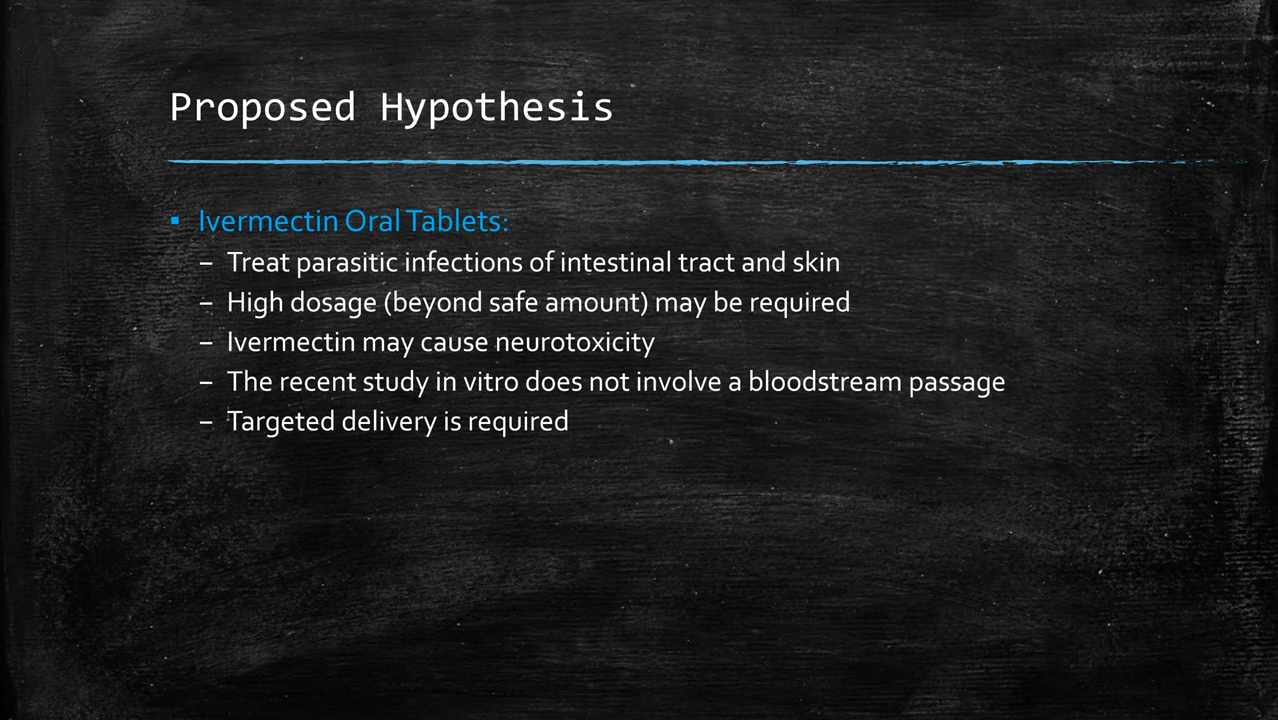 Proposed Hypothesis
▪ Ivermectin Oral Tablets:
– Treat parasitic infections of intestinal tract and skin
– High dosage (beyond safe amount) may be required
– Ivermectin may cause neurotoxicity
– The recent study in vitro does not involve a bloodstream passage
– Targeted delivery is required